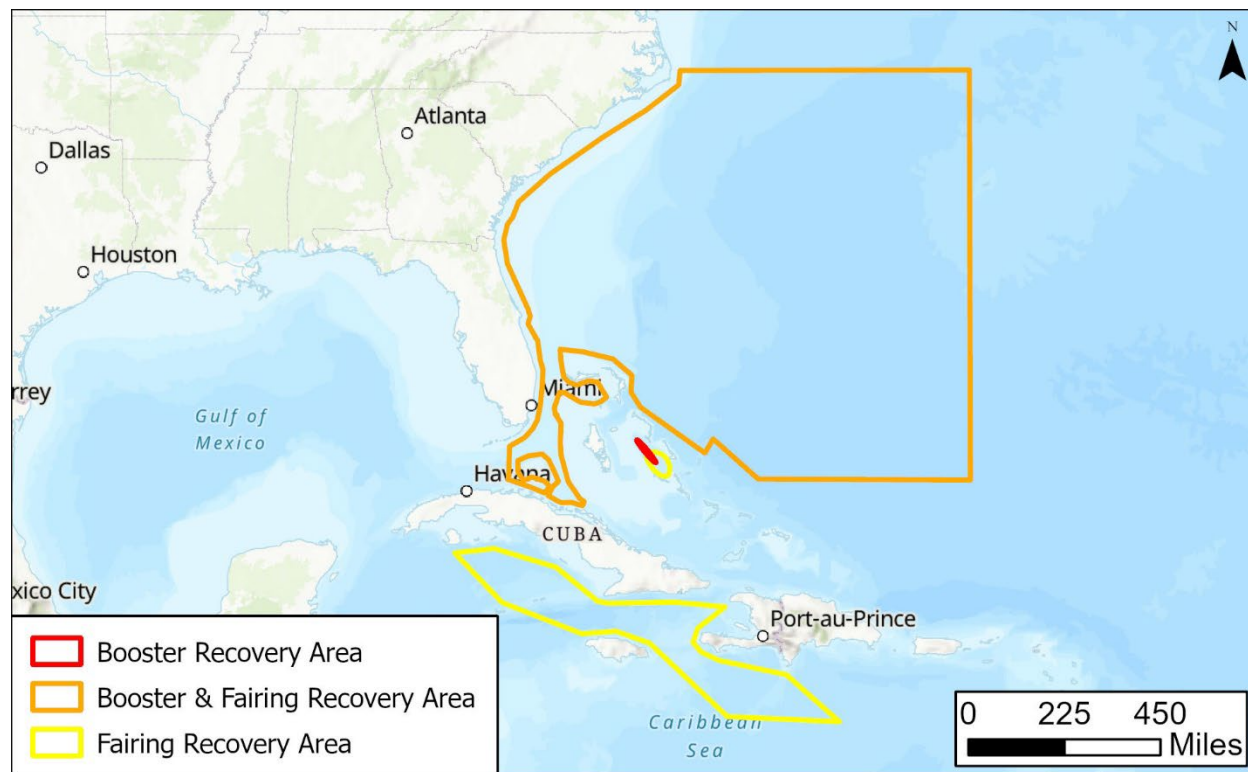 N
Atlanta
Dallas
Houston
Miami
rrey
Gulf of
Mexico
Havana
CUBA
xico City
Port-au-Prince
Caribbean
Sea
Booster Recovery Area
Booster & Fairing Recovery Area
Fairing Recovery Area
0 225 450
Miles